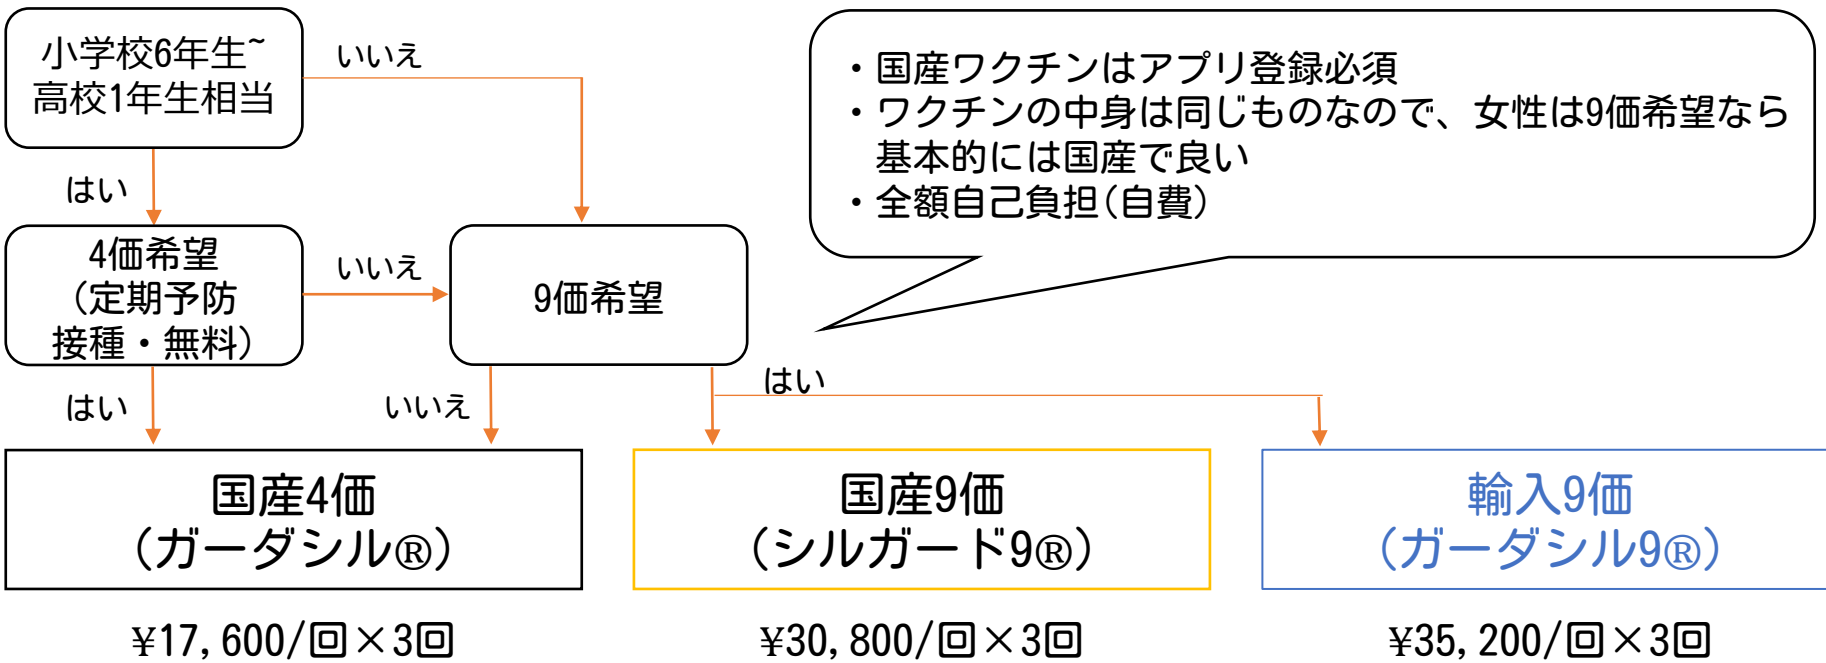 小学校6年生~
高校1年生相当
いいえ
はい
・国産ワクチンはアプリ登録必須
・ワクチンの中身は同じものなので、女性は9価希望なら
基本的には国産で良い
・全額自己負担(自費)
4価希望
(定期予防
接種・無料)
いいえ
9価希望
はい
いいえ
はい
国産4価
(ガーダシル®)
国産9価
(シルガード9®)
輸入9価
(ガーダシル9®)
¥17,600/回×3回
¥30,800/回×3回
¥35,200/回×3回